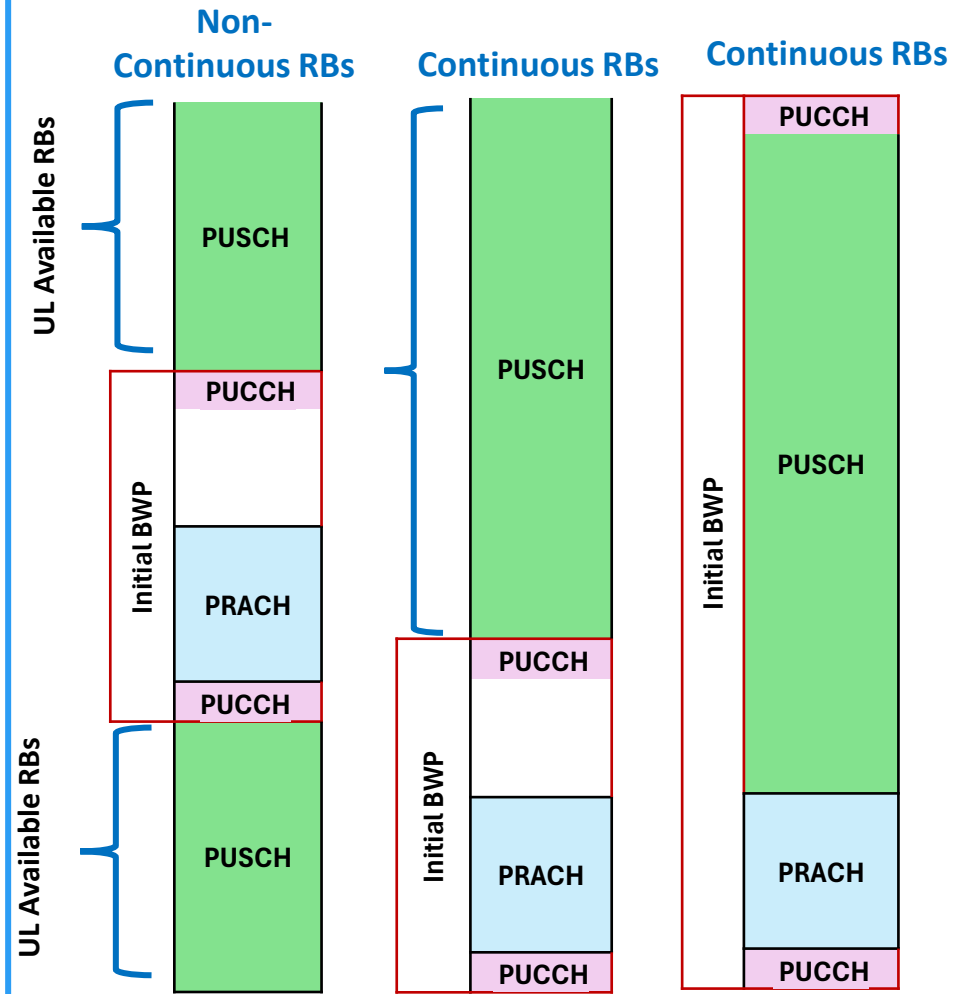 Non-
Continuous RBs
UL Available RBs
PUSCH
PUCCH
Initial BWP
PRACH
PUCCH
UL Available RBs
PUSCH
Continuous RBs
PUSCH
PUCCH
Initial BWP
PRACH
PUCCH
Continuous RBs
PUCCH
PUSCH
Initial BWP
PRACH
PUCCH